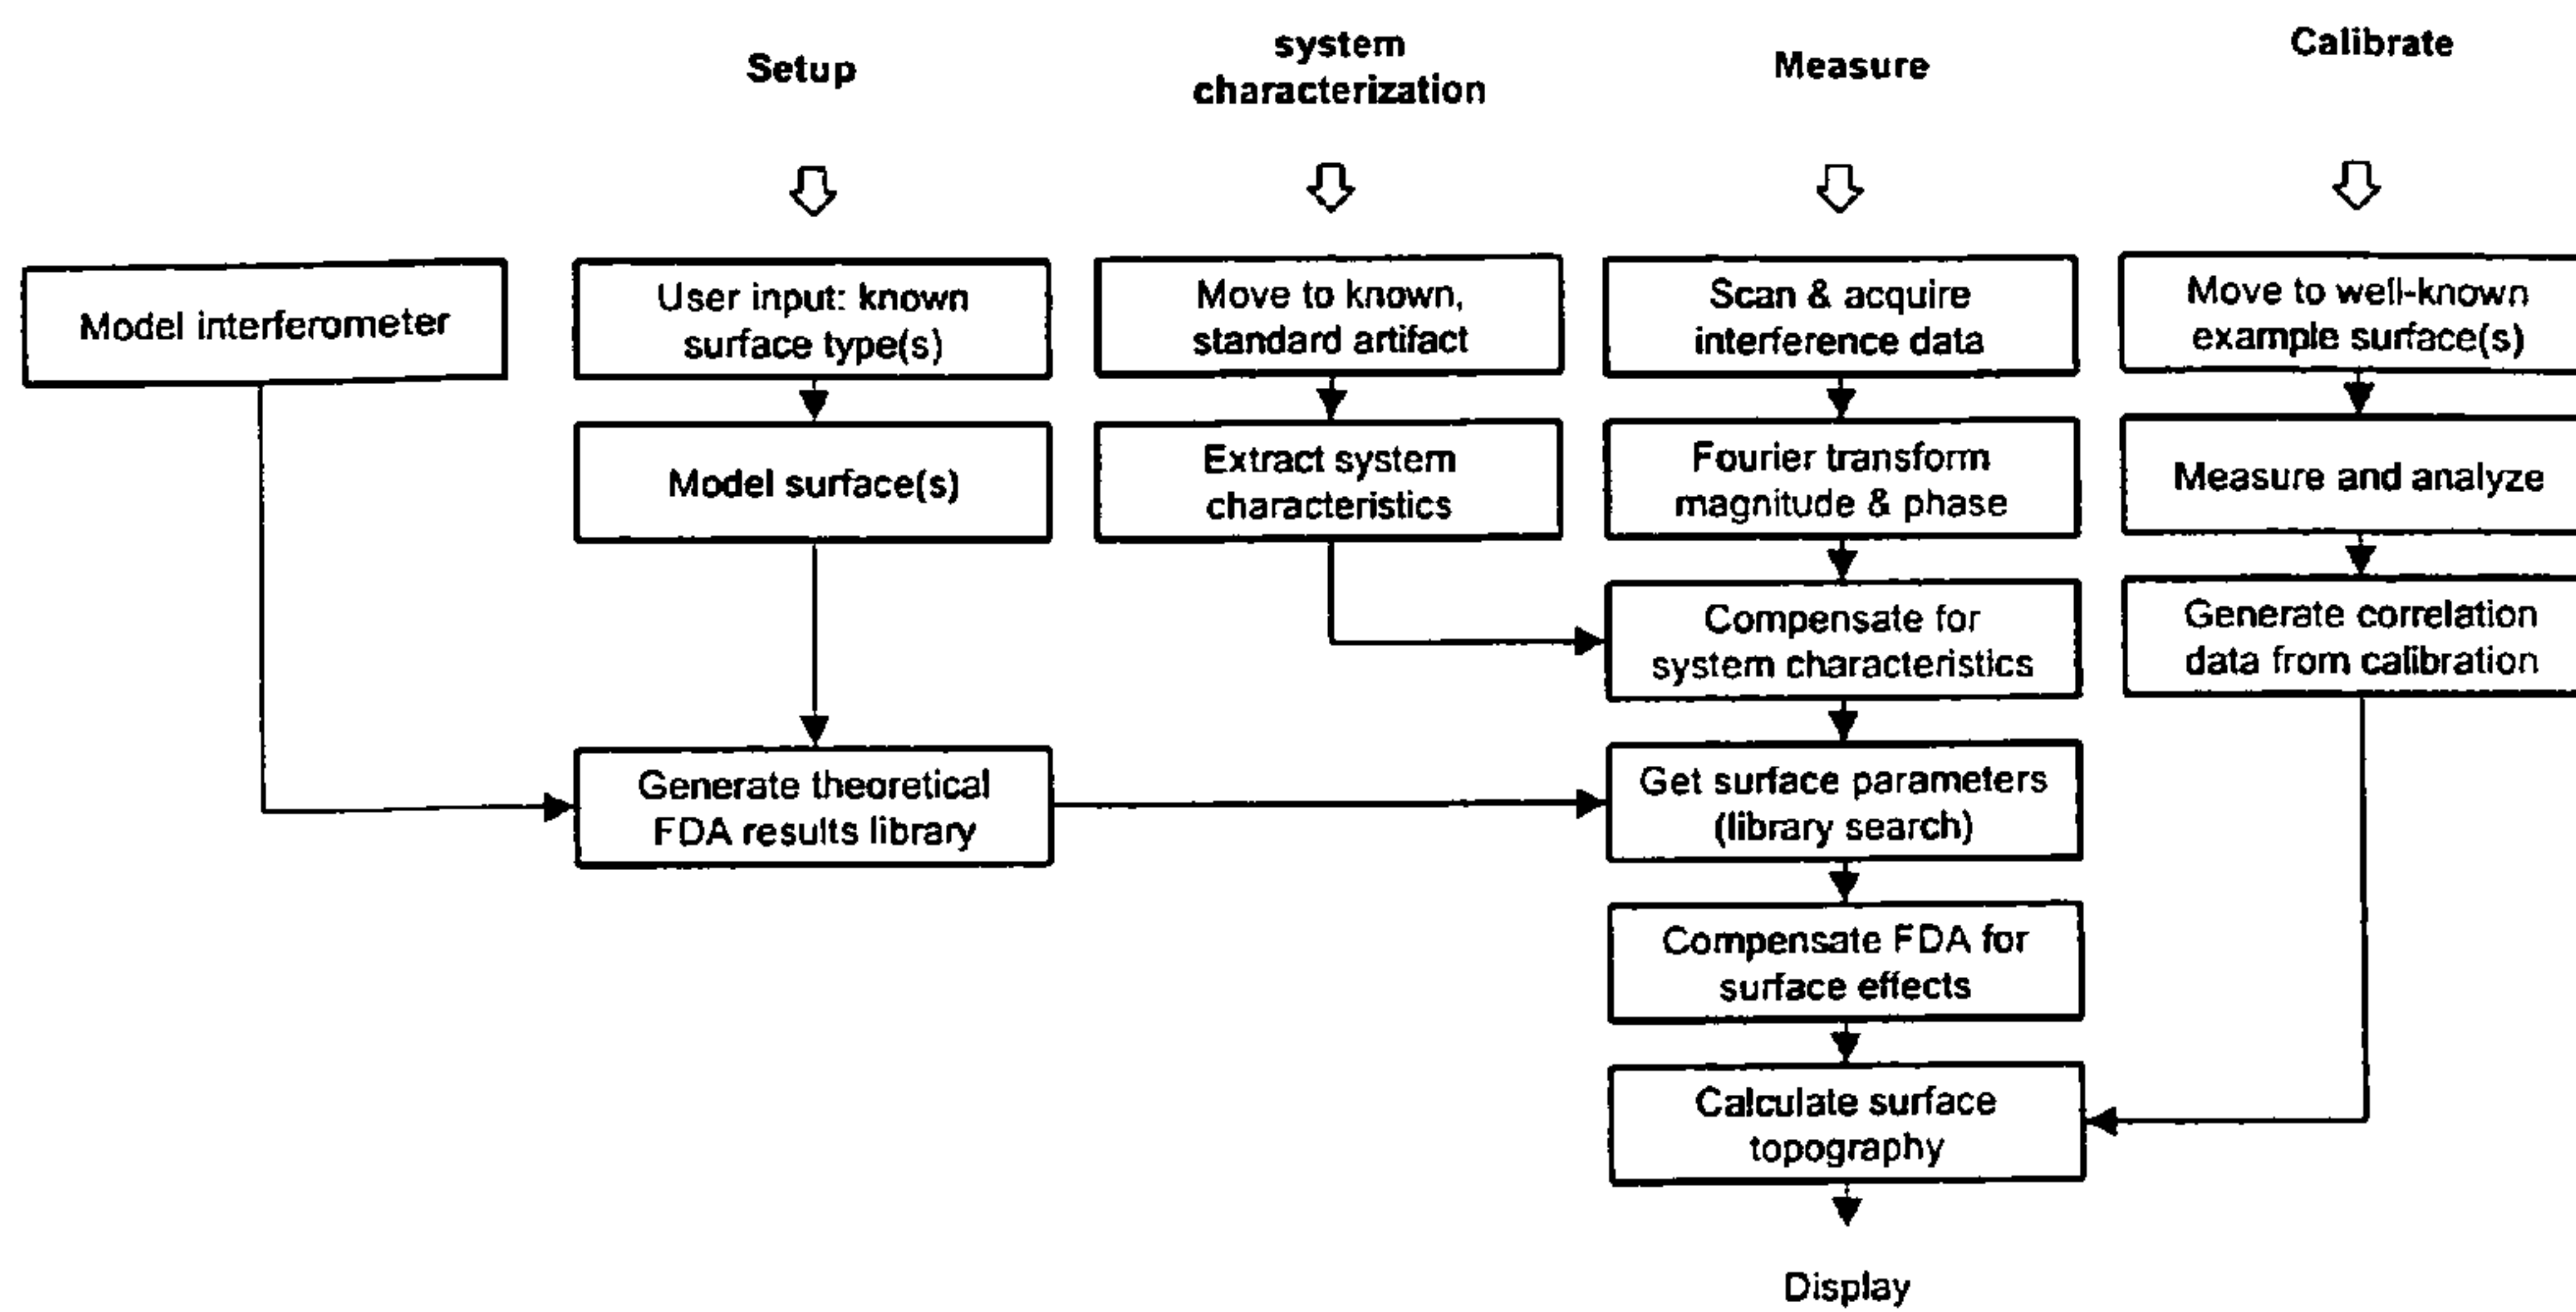 Setup
system
characterization
Measure
Calibrate
Model interferometer
User input: known
surface type(s)
Move to known,
standard artifact
Scan & acquire
interference data
Move to well-known
example surface(s)
Model surface(s)
Extract system
characteristics
Fourier transform
magnitude & phase
Measure and analyze
Compensate for
system characteristics
Generate correlation
data from calibration
Generate theoretical
FDA results library
Get surface parameters
(library search)
Compensate FDA for
surface effects
Calculate surface
topography
Display